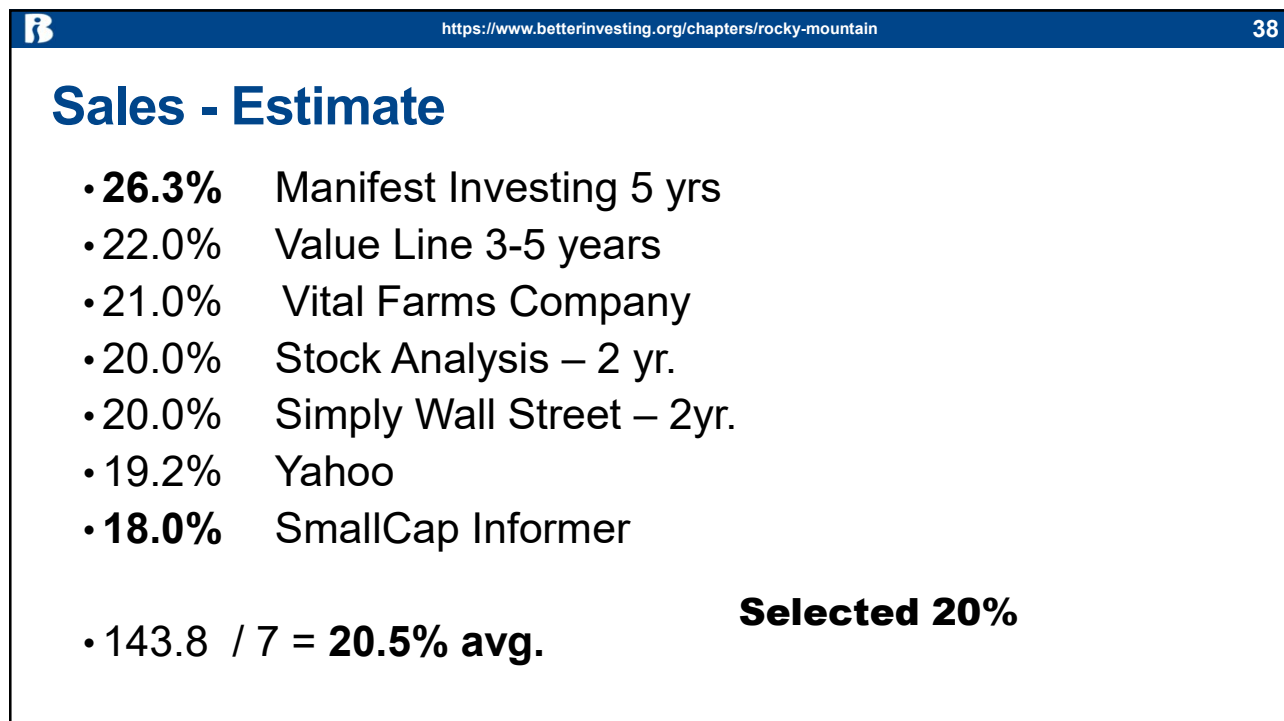 https://www.betterinvesting.org/chapters/rocky-mountain 38
Sales - Estimate
• 26.3% Manifest Investing 5 yrs
• 22.0% Value Line 3-5 years
• 21.0% Vital Farms Company
• 20.0% Stock Analysis – 2 yr.
• 20.0% Simply Wall Street – 2yr.
• 19.2% Yahoo
• 18.0% SmallCap Informer
Selected 20%
• 143.8 / 7 = 20.5% avg.